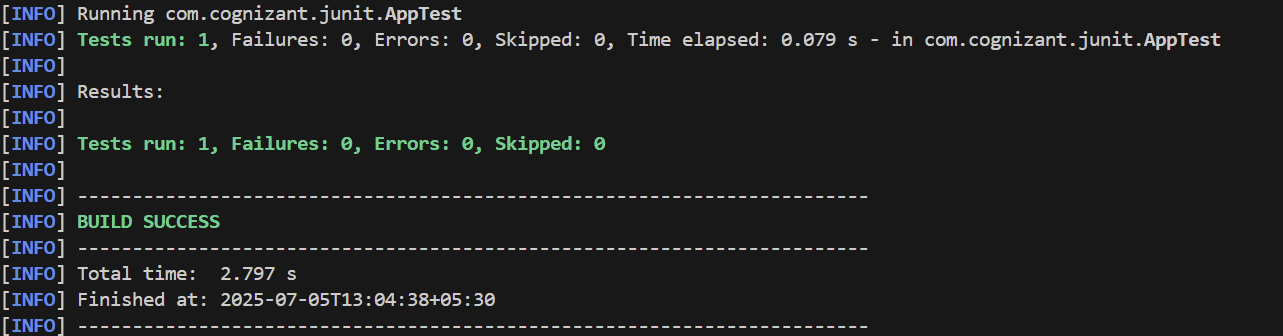 [INFO] Running com.cognizant.junit.AppTest
[INFO] Tests run: 1, Failures: 0, Errors: 0, Skipped: 0, Time elapsed: 0.079 s - in com.cognizant.junit.AppTest
[INFO]
[INFO] Results:
[INFO]
[INFO] Tests run: 1, Failures: 0, Errors: 0, Skipped: 0
[INFO]
[INFO] ------------------------------------------------------------------------
[INFO] BUILD SUCCESS
[INFO] ------------------------------------------------------------------------
[INFO] Total time:  2.797 s
[INFO] Finished at: 2025-07-05T13:04:38+05:30
[INFO] ------------------------------------------------------------------------